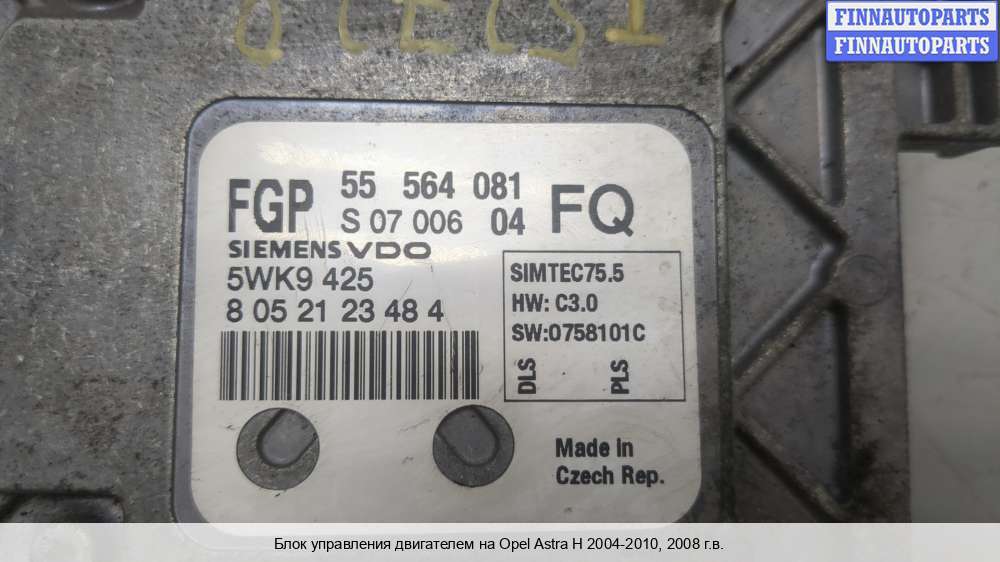 FINNAUTOPARTS
FINNAUTOPARTS
FGP 55 564 081 FQ
S 07 006 04
SIEMENS VDO
5WK9 425
8 05 21 23 48 4
SIMTEC75.5
HW: C3.0
SW:0758101C
DLS PLS
Made in
Czech Rep.
Блок управления двигателем на Opel Astra H 2004-2010, 2008 г.в.